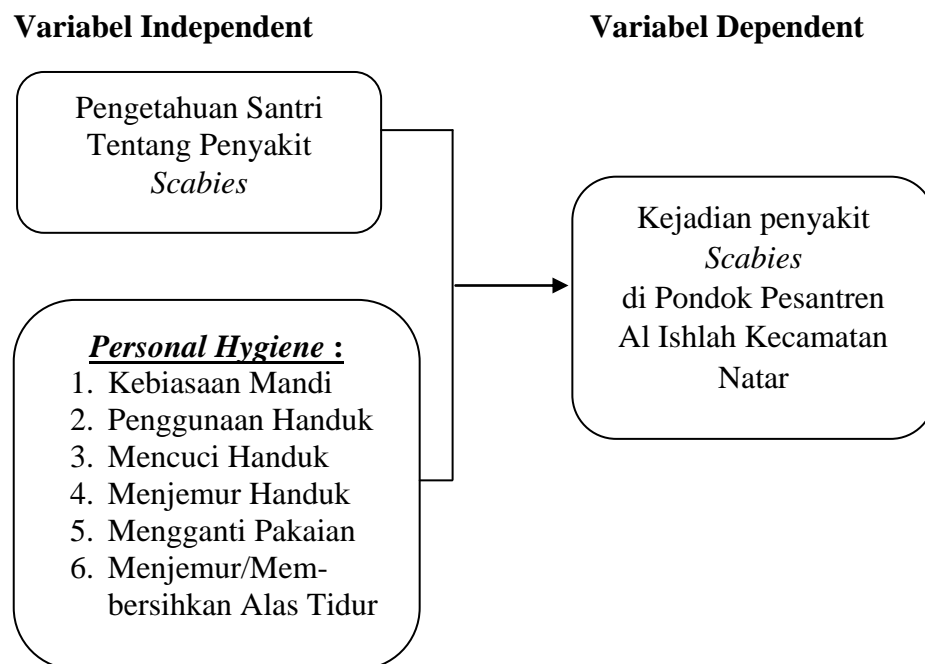 Variabel Independent
Variabel Dependent
Pengetahuan Santri
Tentang Penyakit
Scabies
Kejadian penyakit
Scabies
di Pondok Pesantren
Al Ishlah Kecamatan
Natar
Personal Hygiene :
1. Kebiasaan Mandi
2. Penggunaan Handuk
3. Mencuci Handuk
4. Menjemur Handuk
5. Mengganti Pakaian
6. Menjemur/Mem-
bersihkan Alas Tidur